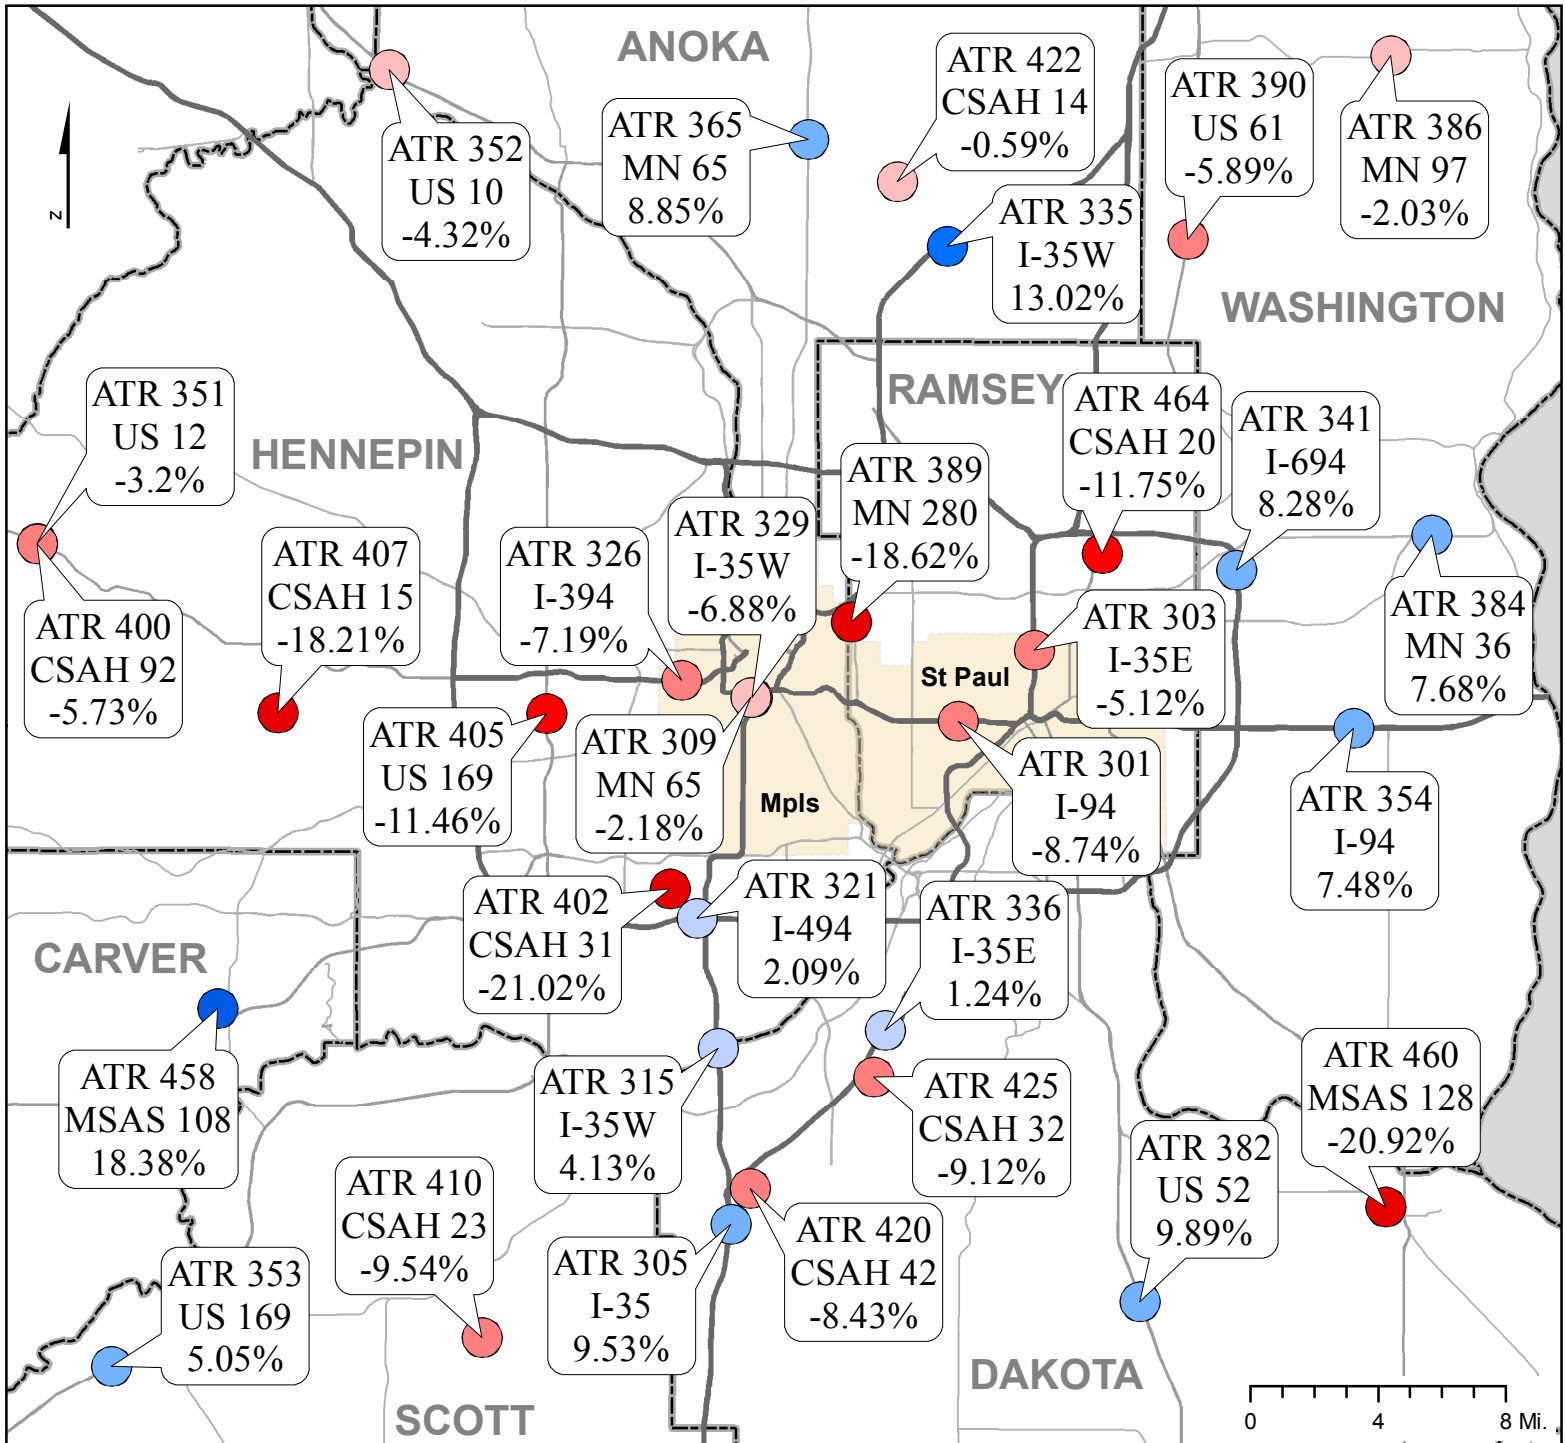 ANOKA
ATR 422
CSAH 14
-0.59%
ATR 390
US 61
-5.89%
ATR 386
MN 97
-2.03%
ATR 352
US 10
-4.32%
ATR 365
MN 65
8.85%
z
ATR 335
I-35W
13.02%
WASHINGTON
RAMSEY
ATR 351
US 12
-3.2%
HENNEPIN
ATR 464
CSAH 20
-11.75%
ATR 341
I-694
8.28%
ATR 389
MN 280
-18.62%
ATR 329
I-35W
-6.88%
ATR 407
CSAH 15
-18.21%
ATR 326
I-394
-7.19%
ATR 400
CSAH 92
-5.73%
ATR 303
I-35E
-5.12%
ATR 384
MN 36
7.68%
St Paul
ATR 405
US 169
-11.46%
ATR 309
MN 65
-2.18%
Mpls
ATR 301
I-94
-8.74%
ATR 354
I-94
7.48%
ATR 402
CSAH 31
-21.02%
ATR 321
I-494
2.09%
ATR 336
I-35E
1.24%
CARVER
ATR 458
MSAS 108
18.38%
ATR 315
I-35W
4.13%
ATR 425
CSAH 32
-9.12%
ATR 460
MSAS 128
-20.92%
ATR 382
US 52
9.89%
ATR 410
CSAH 23
-9.54%
ATR 420
CSAH 42
-8.43%
ATR 305
I-35
9.53%
ATR 353
US 169
5.05%
DAKOTA
SCOTT
0 4 8 Mi.